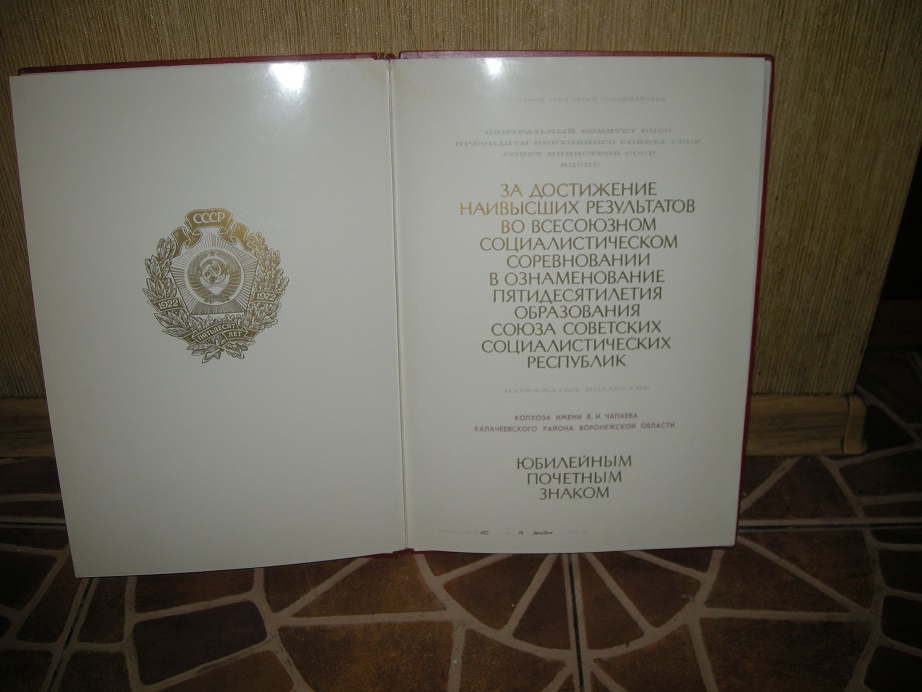 СССР
1922
1972
ПЯТЬДЕСЯТ
ЛЕТ
ЦЕНТРАЛЬНЫЙ КОМИТЕТ КПСС
ПРЕЗИДИУМ ВЕРХОВНОГО СОВЕТА СССР
СОВЕТ МИНИСТРОВ СССР
ВЦСПС
ЗА ДОСТИЖЕНИЕ
НАИВЫСШИХ РЕЗУЛЬТАТОВ
ВО ВСЕСОЮЗНОМ
СОЦИАЛИСТИЧЕСКОМ
СОРЕВНОВАНИИ
В ОЗНАМЕНОВАНИЕ
ПЯТИДЕСЯТИЛЕТИЯ
ОБРАЗОВАНИЯ
СОЮЗА СОВЕТСКИХ
СОЦИАЛИСТИЧЕСКИХ
РЕСПУБЛИК
НАГРАЖДАЮТ КОЛЛЕКТИВ
КОЛХОЗА ИМЕНИ В. И. ЧАПАЕВА
КАЛАЧЕЕВСКОГО РАЙОНА ВОРОНЕЖСКОЙ ОБЛАСТИ
ЮБИЛЕЙНЫМ
ПОЧЕТНЫМ
ЗНАКОМ